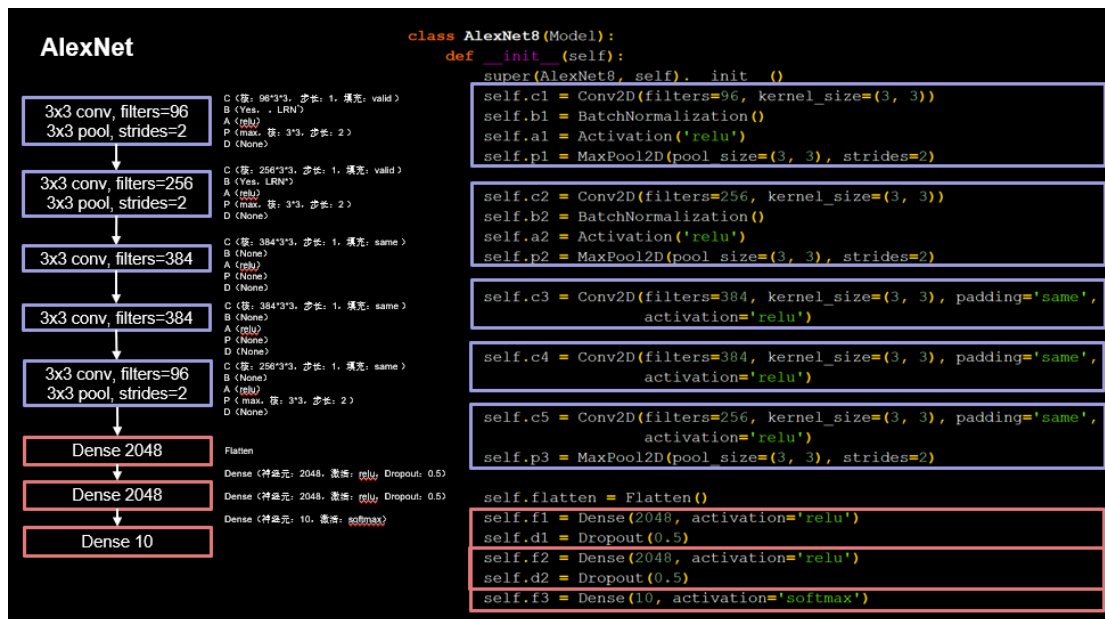 AlexNet
3x3 conv, filters=96
3x3 pool, strides=2
3x3 conv, filters=256
3x3 pool, strides=2
3x3 conv, filters=384
3x3 conv, filters=384
3x3 conv, filters=96
3x3 pool, strides=2
Dense 2048
Dense 2048
Dense 10
C（核：96*3*3，步长：1，填充：valid ）
B（Yes，，LRN*）
A（relu）
P（max，核：3*3，步长：2）
D（None）
C（核：256*3*3，步长：1，填充：valid ）
B（Yes，LRN*）
A（relu）
P（max，核：3*3，步长：2）
D（None）
C（核：384*3*3，步长：1，填充：same ）
B（None）
A（relu）
P（None）
D（None）
C（核：384*3*3，步长：1，填充：same ）
B（None）
A（relu）
P（None）
D（None）
C（核：256*3*3，步长：1，填充：same ）
B（None）
A（relu）
P（max，核：3*3，步长：2）
D（None）
Flatten
Dense（神经元：2048，激活：relu，Dropout：0.5）
Dense（神经元：2048，激活：relu，Dropout：0.5）
Dense（神经元：10，激活：softmax）
class AlexNet8(Model):
def __init__(self):
super(AlexNet8, self).__init__()
self.c1 = Conv2D(filters=96, kernel_size=(3, 3))
self.b1 = BatchNormalization()
self.a1 = Activation('relu')
self.p1 = MaxPool2D(pool_size=(3, 3), strides=2)
self.c2 = Conv2D(filters=256, kernel_size=(3, 3))
self.b2 = BatchNormalization()
self.a2 = Activation('relu')
self.p2 = MaxPool2D(pool_size=(3, 3), strides=2)
self.c3 = Conv2D(filters=384, kernel_size=(3, 3), padding='same',
activation='relu')
self.c4 = Conv2D(filters=384, kernel_size=(3, 3), padding='same',
activation='relu')
self.c5 = Conv2D(filters=256, kernel_size=(3, 3), padding='same',
activation='relu')
self.p3 = MaxPool2D(pool_size=(3, 3), strides=2)
self.flatten = Flatten()
self.f1 = Dense(2048, activation='relu')
self.d1 = Dropout(0.5)
self.f2 = Dense(2048, activation='relu')
self.d2 = Dropout(0.5)
self.f3 = Dense(10, activation='softmax')